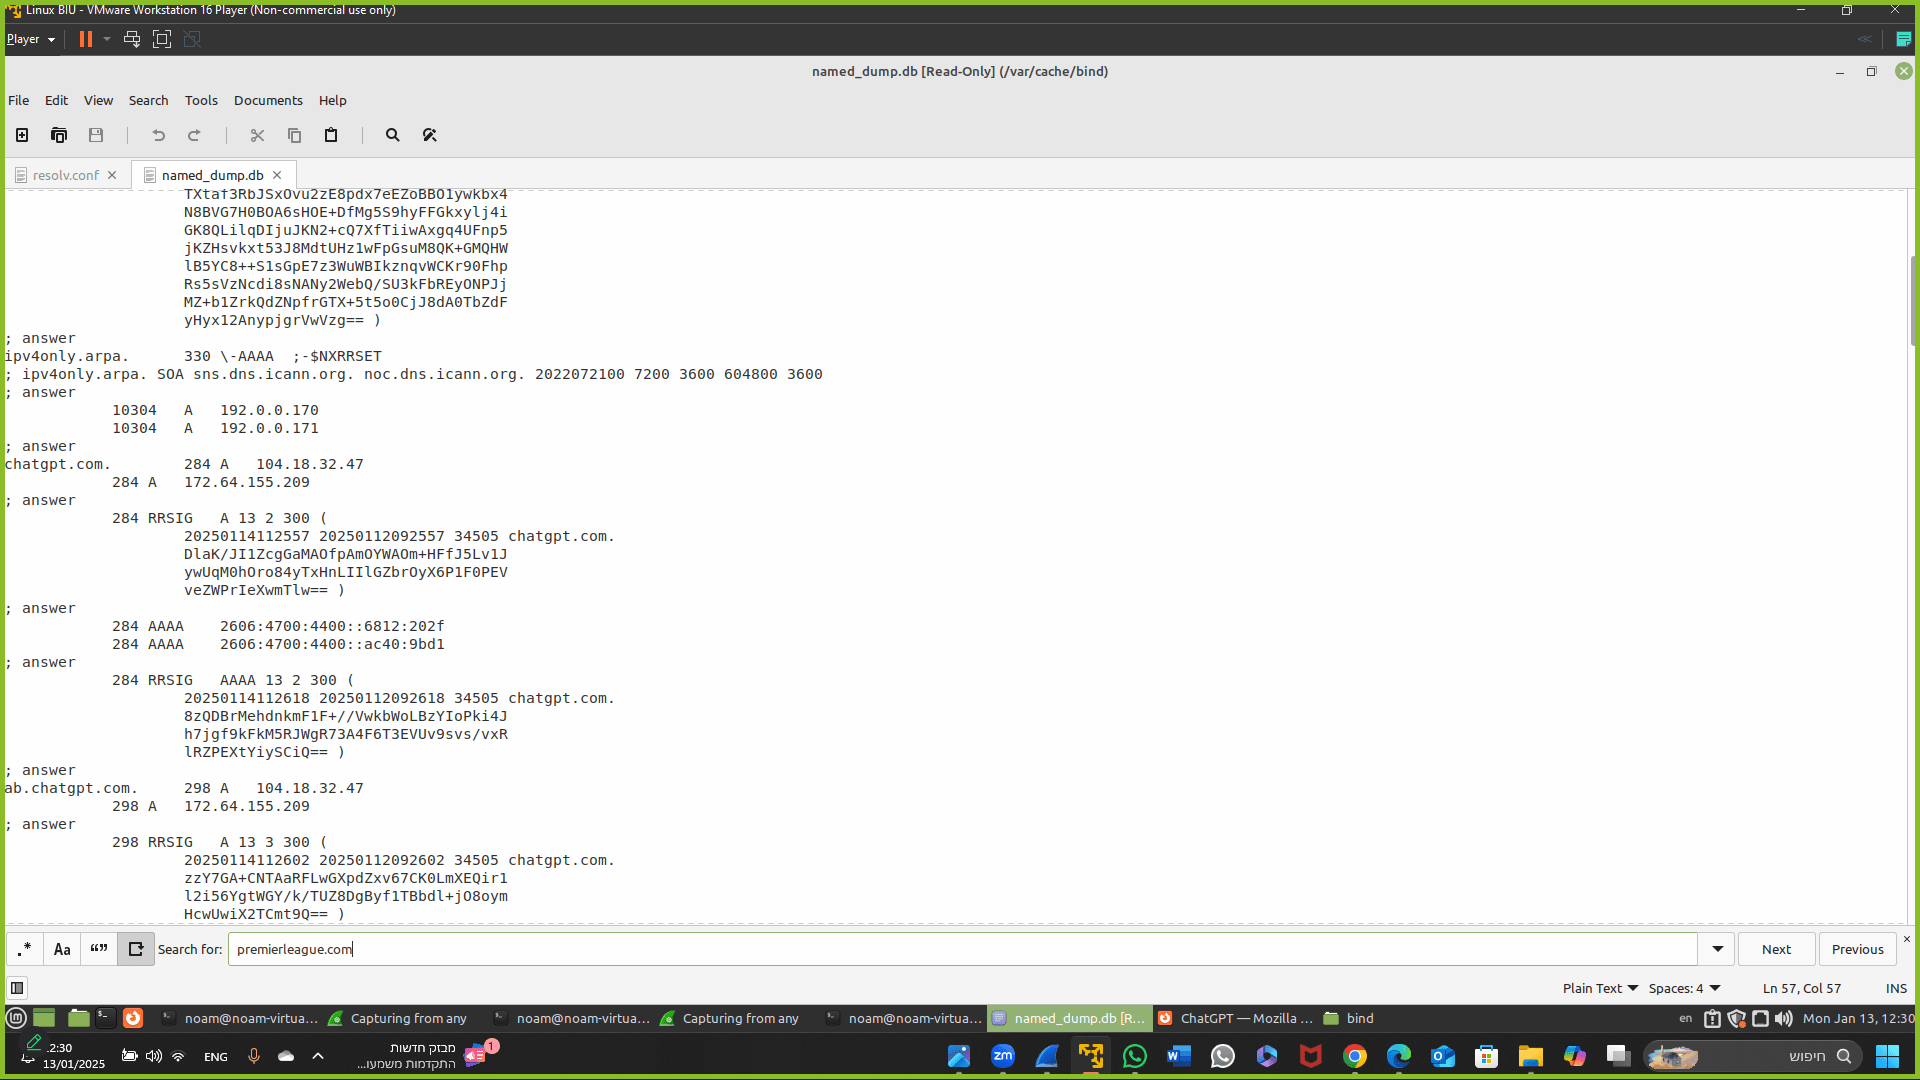 Linux BIU - VMware Workstation 16 Player (Non-commercial use only)
Player
named_dump.db [Read-Only] (/var/cache/bind)
File Edit View Search Tools Documents Help
resolv.conf
named_dump.db
TXtaf3RbJSxOvu2zE8pdx7eEZoBBO1ywkbx4
N8BVG7H0BOA6sHOE+DfMg5S9hyFFGkxylj4i
GK8QLilqDIjuJKN2+cQ7XfTiiwAxgq4UFnp5
jKZHsvkxt53J8MdtUHz1wFpGsuM8QK+GMQHW
lB5YC8++S1sGpE7z3WuWBIkznqvWCKr90Fhp
Rs5sVzNcdi8sNANy2WebQ/SU3kFbREyONPJj
MZ+b1ZrkQdZNpfrGTX+5t5o0CjJ8dA0TbZdF
yHyx12AnypjgrVwVzg== )
; answer
ipv4only.arpa. 330 \-AAAA ;-$NXRRSET
; ipv4only.arpa. SOA sns.dns.icann.org. noc.dns.icann.org. 2022072100 7200 3600 604800 3600
; answer
10304 A 192.0.0.170
10304 A 192.0.0.171
; answer
chatgpt.com. 284 A 104.18.32.47
284 A 172.64.155.209
; answer
284 RRSIG A 13 2 300 (
20250114112557 20250112092557 34505 chatgpt.com.
DlaK/JI1ZcgGaMAOfpAmOYWAOm+HFfJ5Lv1J
ywUqM0hOro84yTxHnLIIlGZbrOyX6P1F0PEV
veZWPrIeXwmTlw== )
; answer
284 AAAA 2606:4700:4400::6812:202f
284 AAAA 2606:4700:4400::ac40:9bd1
; answer
284 RRSIG AAAA 13 2 300 (
20250114112618 20250112092618 34505 chatgpt.com.
8zQDBrMehdnkmF1F+//VwkbWoLBzYIoPki4J
h7jgf9kFkM5RJWgR73A4F6T3EVUv9svs/vxR
lRZPEXtYiySCiQ== )
; answer
ab.chatgpt.com. 298 A 104.18.32.47
298 A 172.64.155.209
; answer
298 RRSIG A 13 3 300 (
20250114112602 20250112092602 34505 chatgpt.com.
zzY7GA+CNTAaRFLwGXpdZxv67CK0LmXEQir1
l2i56YgtWGY/k/TUZ8DgByf1TBbdl+jO8oym
HcwUwiX2TCmt9Q== )
.* Aa “” Search for: premierleague.com Next Previous
Plain Text Spaces: 4 Ln 57, Col 57 INS
noam@noam-virtua... Capturing from any noam@noam-virtua... Capturing from any noam@noam-virtua... named_dump.db [R... ChatGPT — Mozilla ... bind en Mon Jan 13, 12:30
12:30
13/01/2025
ENG
מבזק חדשות
התקדמות משמעו...
1
חיפוש